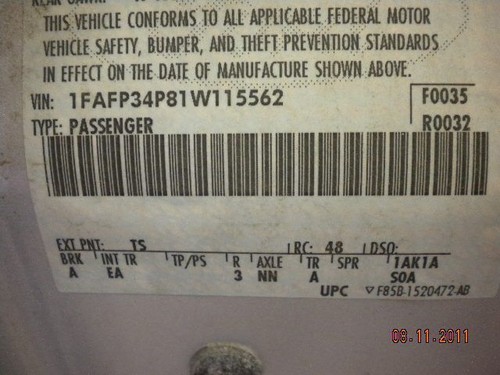 THIS VEHICLE CONFORMS TO ALL APPLICABLE FEDERAL MOTOR
VEHICLE SAFETY, BUMPER, AND THEFT PREVENTION STANDARDS
IN EFFECT ON THE DATE OF MANUFACTURE SHOWN ABOVE.
VIN: 1FAFP34P81W115562 F0035
TYPE: PASSENGER R0032
EXT PNT: TS RC: 48 DSO:
BRK INT TR TP/PS R AXLE TR SPR 1AK1A
A EA 3 NN A SOA
UPC ▽ F85B-1520472-AB
08.11.2011